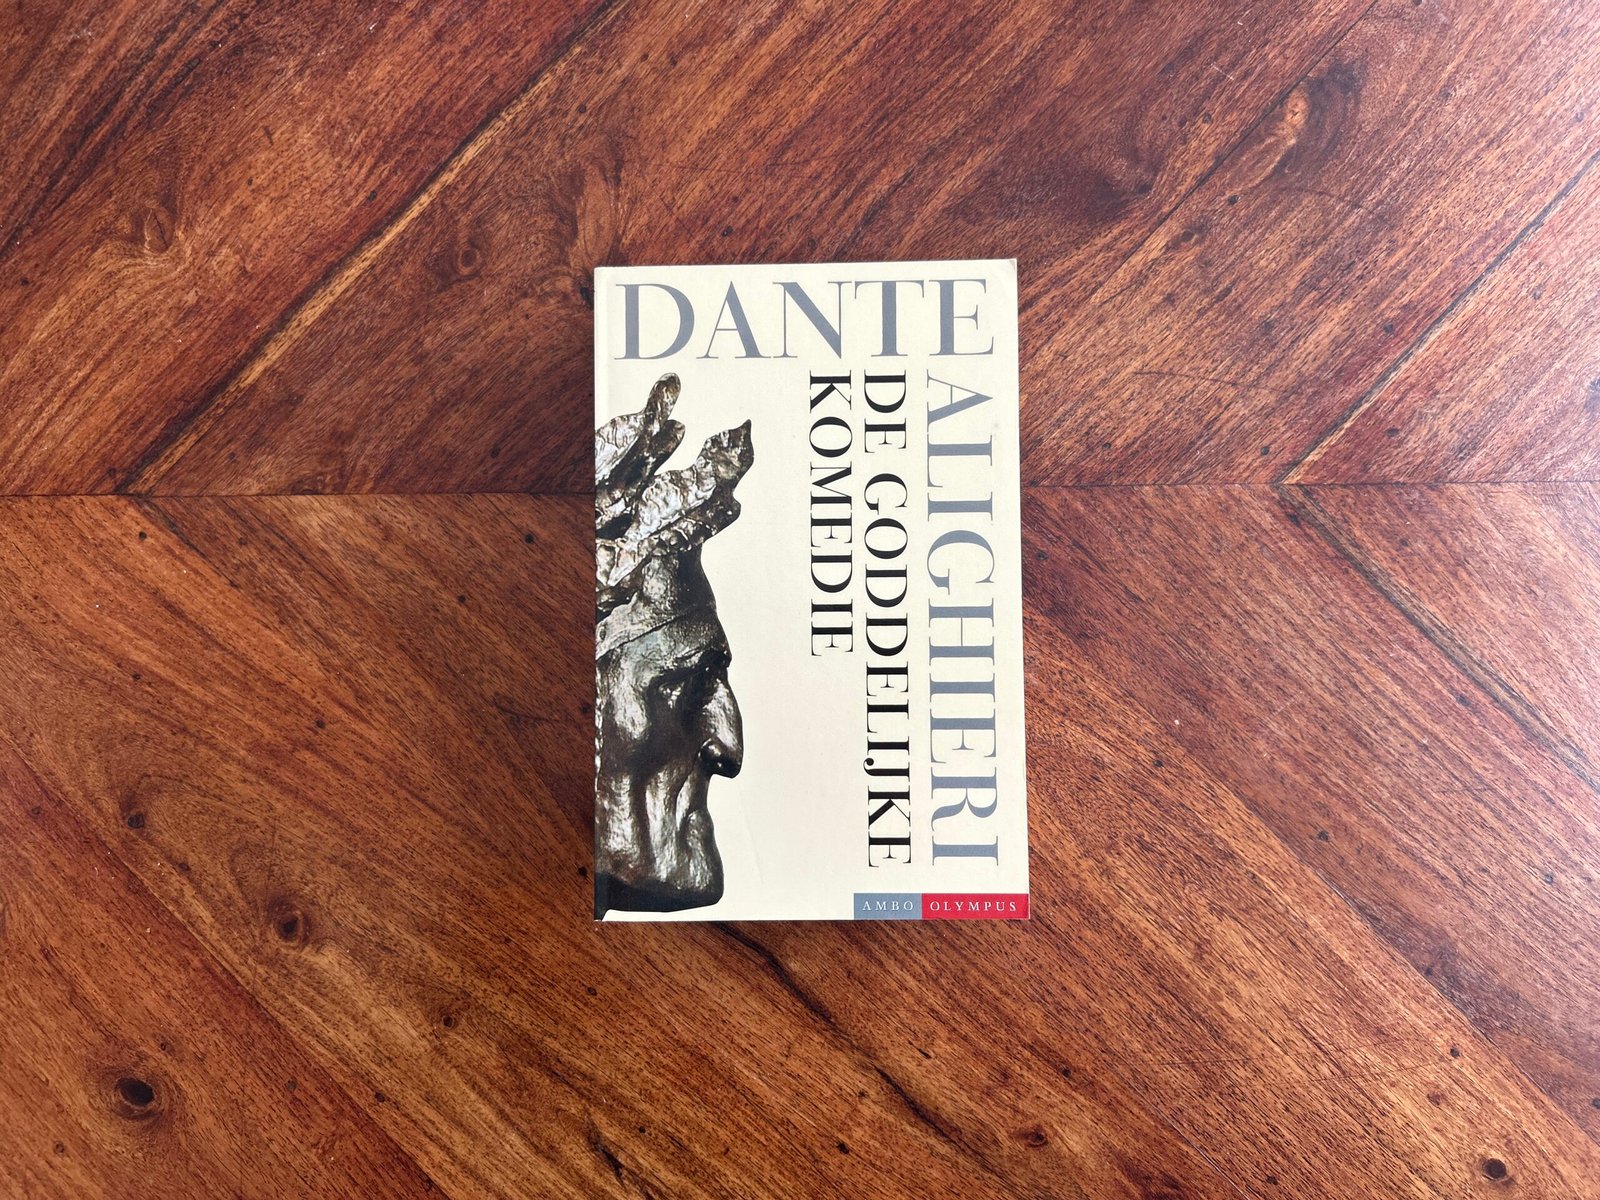 DANTE
ALIGHIERI
DE GODDELIJKE
KOMEDIE
AMBO OLYMPUS